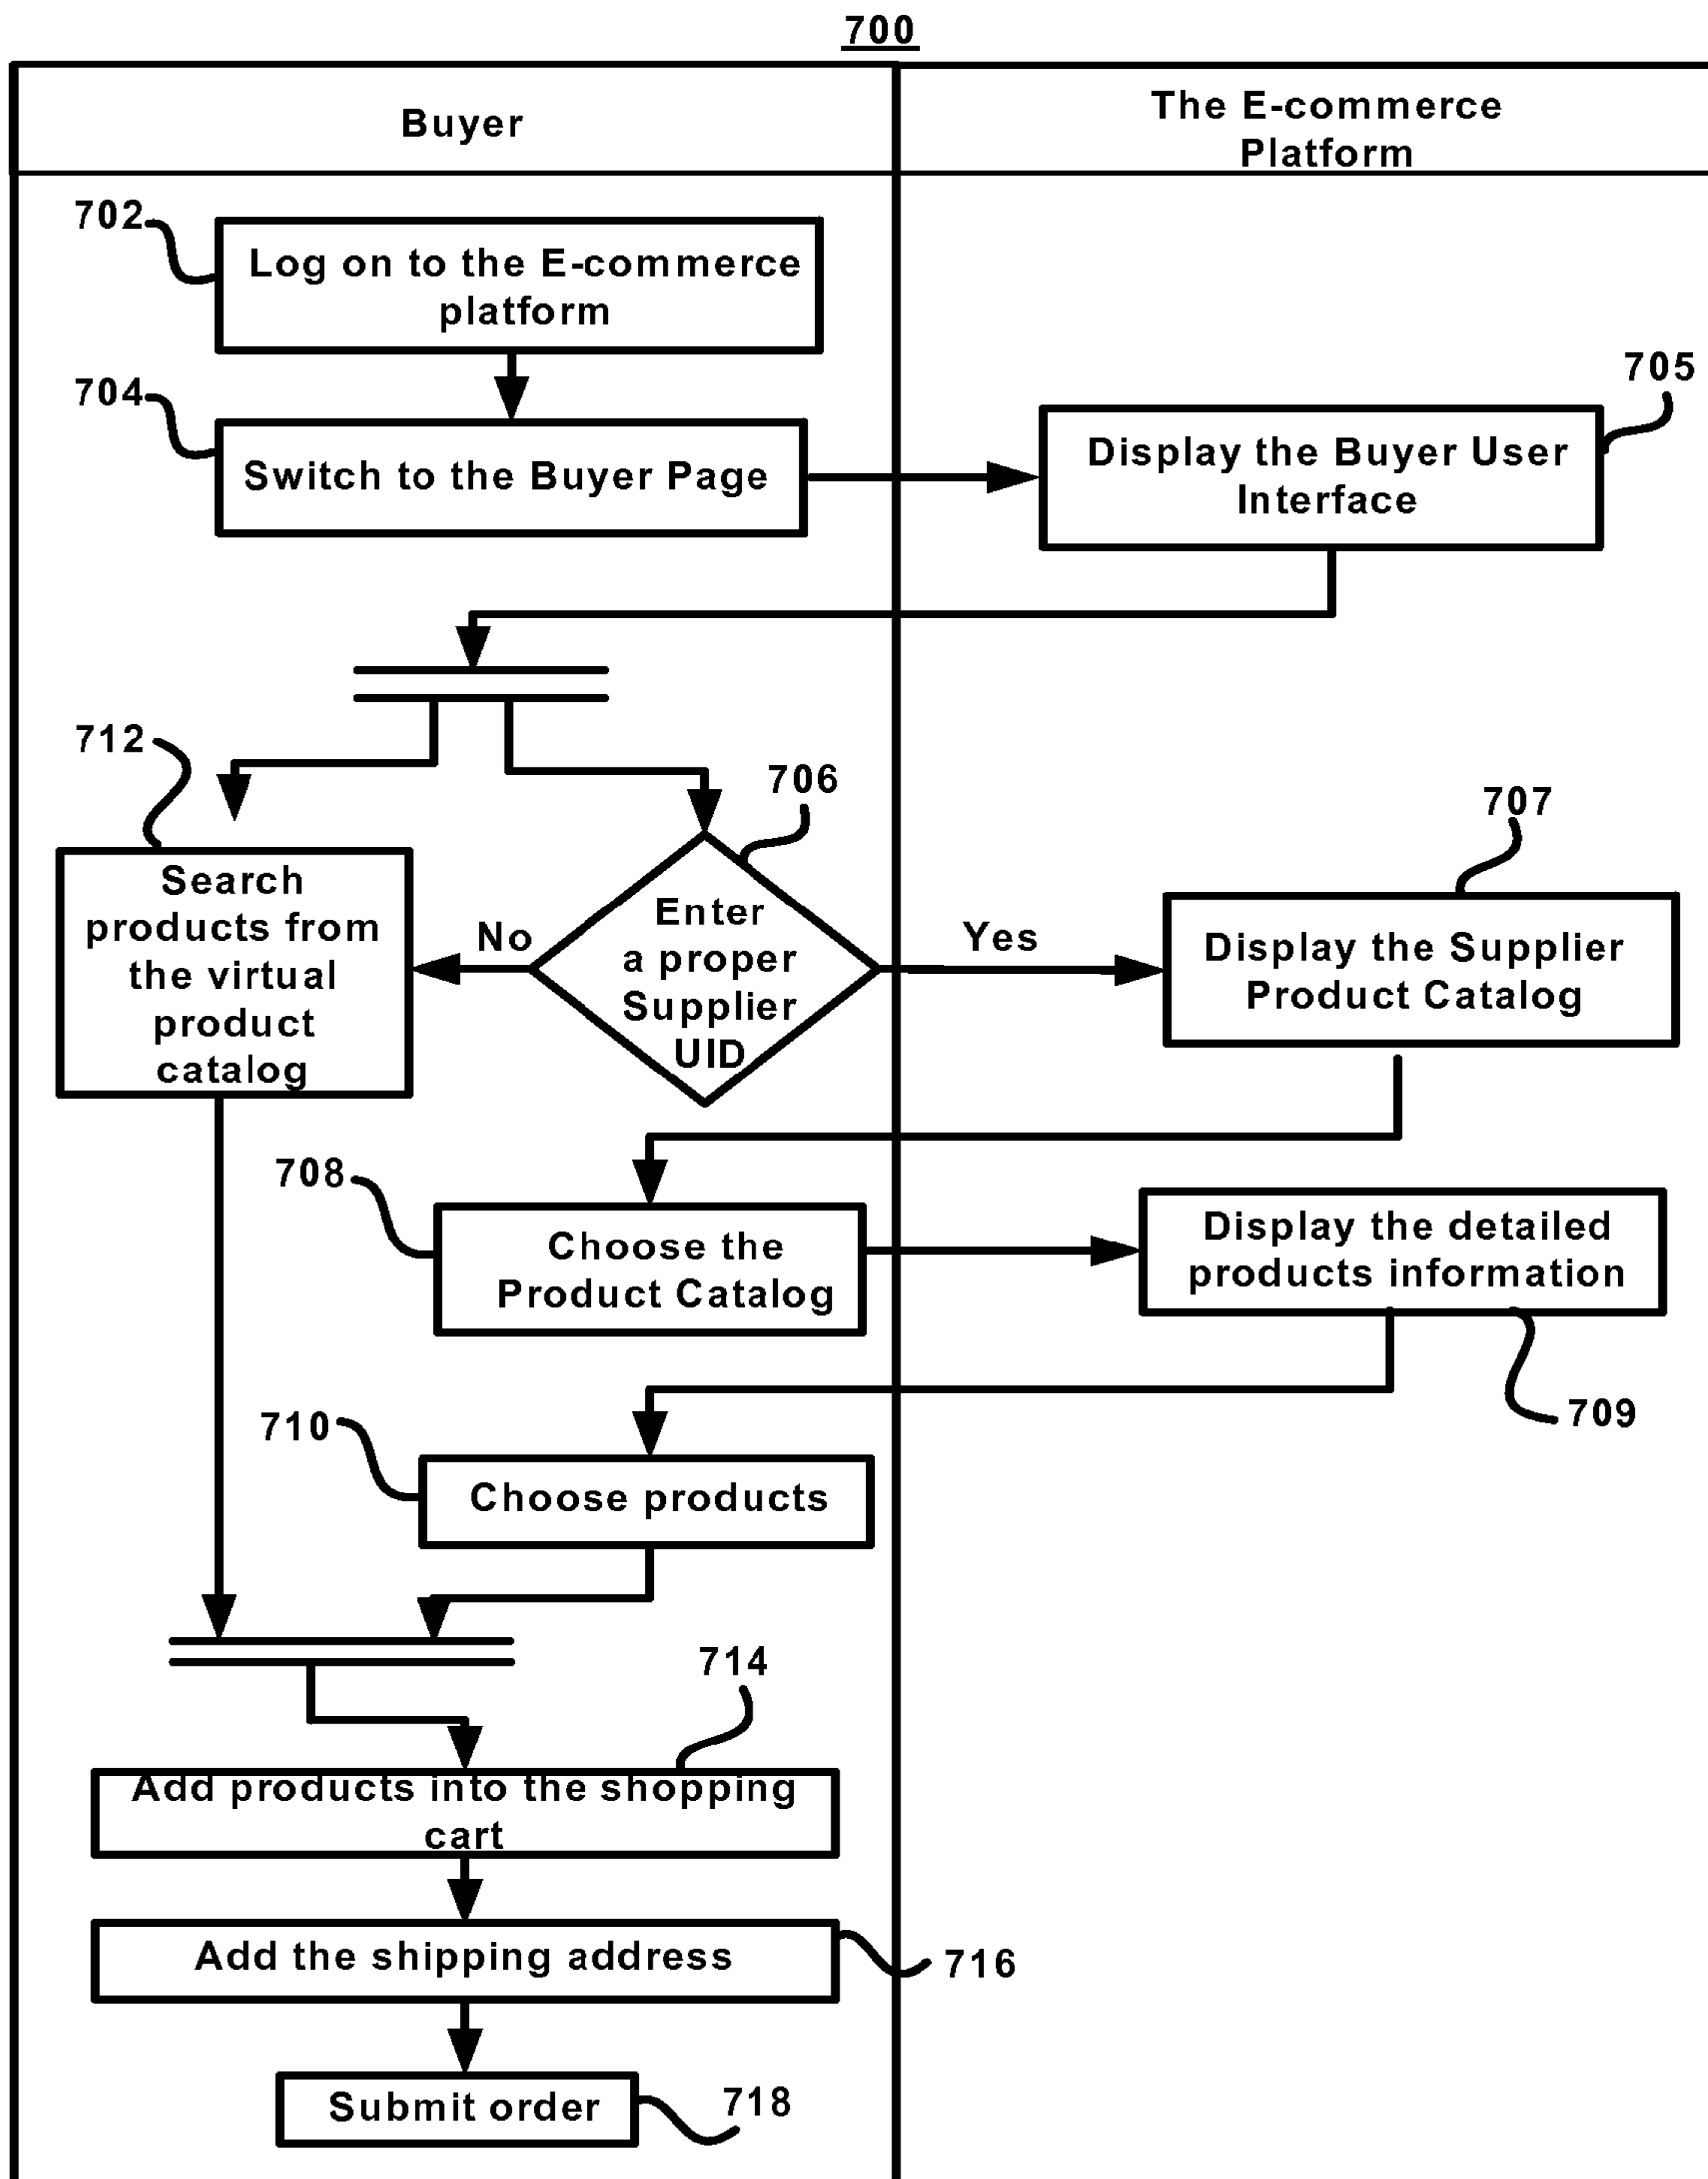 700
Buyer
The E-commerce
Platform
702
Log on to the E-commerce
platform
704
Switch to the Buyer Page
705
Display the Buyer User
Interface
712
706
707
Search
products from
the virtual
product
catalog
No
Enter
a proper
Supplier
UID
Yes
Display the Supplier
Product Catalog
708
Choose the
Product Catalog
Display the detailed
products information
709
710
Choose products
714
Add products into the shopping
cart
Add the shipping address
716
Submit order
718